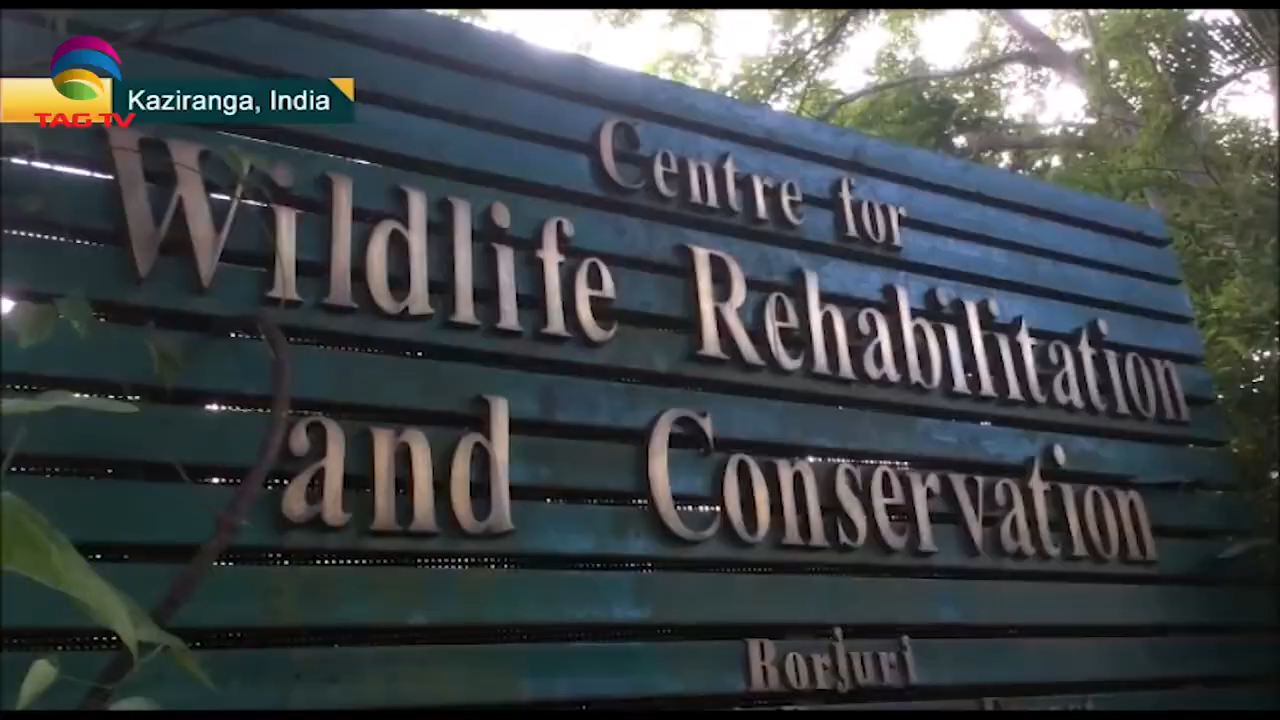 Kaziranga, India
TAG TV
Centre for
Wildlife Rehabilitation
and Conservation
Borjuri